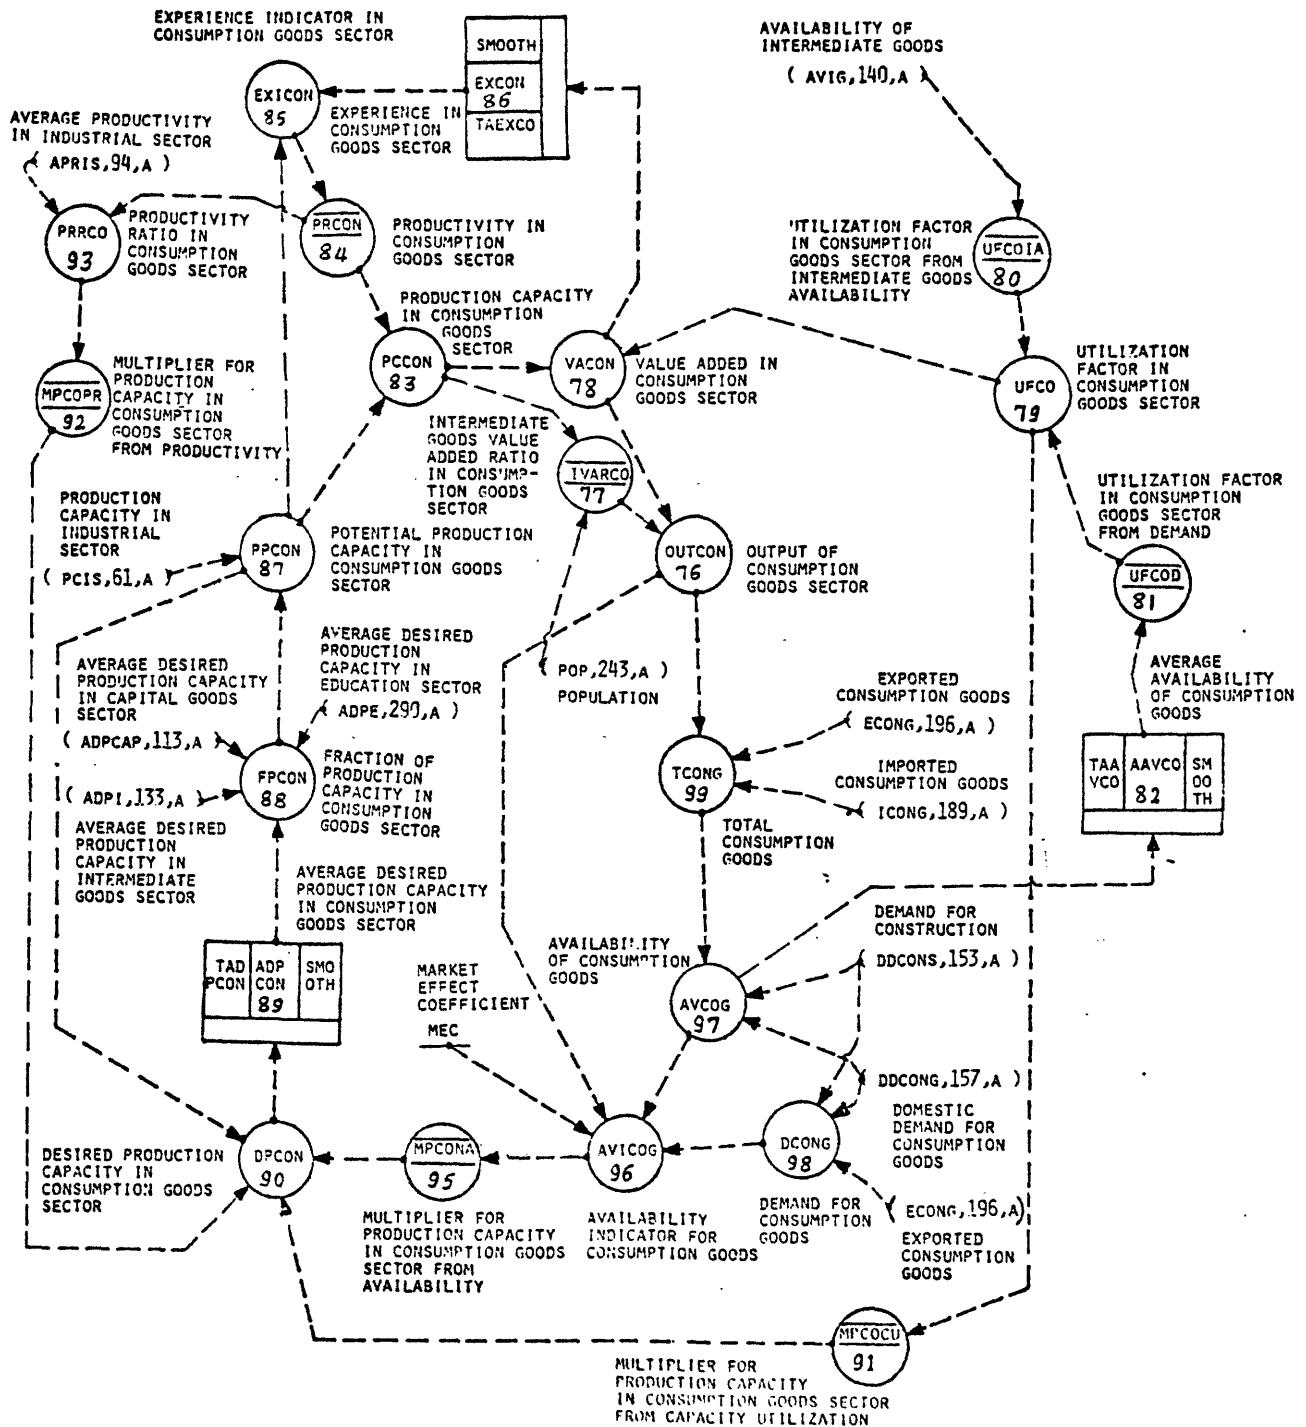 EXPERIENCE INDICATOR IN
CONSUMPTION GOODS SECTOR
AVAILABILITY OF
INTERMEDIATE GOODS
( AVIG,140,A )
SMOOTH
EXCON
86
TAEXCO
EXICON
85
EXPERIENCE IN
CONSUMPTION
GOODS SECTOR
AVERAGE PRODUCTIVITY
IN INDUSTRIAL SECTOR
( APRIS,94,A )
PRRCO
93
PRODUCTIVITY
RATIO IN
CONSUMPTION
GOODS SECTOR
PRCON
84
PRODUCTIVITY IN
CONSUMPTION
GOODS SECTOR
UTILIZATION FACTOR
IN CONSUMPTION
GOODS SECTOR FROM
INTERMEDIATE GOODS
AVAILABILITY
UFCOIA
80
PRODUCTION CAPACITY
IN CONSUMPTION
GOODS
SECTOR
MPCOPR
92
MULTIPLIER FOR
PRODUCTION
CAPACITY IN
CONSUMPTION
GOODS SECTOR
FROM PRODUCTIVITY
PCCON
83
VACON
78
VALUE ADDED IN
CONSUMPTION
GOODS SECTOR
UFCO
79
UTILIZATION
FACTOR IN
CONSUMPTION
GOODS SECTOR
INTERMEDIATE
GOODS VALUE
ADDED RATIO
IN CONSUMP-
TION GOODS
SECTOR
IVARCO
77
UTILIZATION FACTOR
IN CONSUMPTION
GOODS SECTOR
FROM DEMAND
PRODUCTION
CAPACITY IN
INDUSTRIAL
SECTOR
( PCIS,61,A )
PPCON
87
POTENTIAL PRODUCTION
CAPACITY IN
CONSUMPTION GOODS
SECTOR
OUTCON
76
OUTPUT OF
CONSUMPTION
GOODS SECTOR
UFCOD
81
AVERAGE DESIRED
PRODUCTION CAPACITY
IN CAPITAL GOODS
SECTOR
( ADPCAP,113,A )
AVERAGE DESIRED
PRODUCTION
CAPACITY IN
EDUCATION SECTOR
( ADPE,290,A )
( POP,243,A )
POPULATION
EXPORTED
CONSUMPTION GOODS
( ECONG,196,A )
AVERAGE
AVAILABILITY
OF CONSUMPTION
GOODS
FPCON
88
FRACTION OF
PRODUCTION
CAPACITY IN
CONSUMPTION
GOODS SECTOR
( ADPI,133,A )
AVERAGE DESIRED
PRODUCTION
CAPACITY IN
INTERMEDIATE
GOODS SECTOR
TCONG
99
IMPORTED
CONSUMPTION GOODS
( ICONG,189,A )
TOTAL
CONSUMPTION
GOODS
TAA
VCO
AAVCO
82
SM
OO
TH
AVERAGE DESIRED
PRODUCTION CAPACITY
IN CONSUMPTION
GOODS SECTOR
TAD
PCON
ADP
CON
89
SMO
OTH
AVAILABILITY
OF CONSUMPTION
GOODS
DEMAND FOR
CONSTRUCTION
( DDCONS,153,A )
MARKET
EFFECT
COEFFICIENT
MEC
AVCOG
97
( DDCONG,157,A )
DOMESTIC
DEMAND FOR
CONSUMPTION
GOODS
DESIRED PRODUCTION
CAPACITY IN
CONSUMPTION GOODS
SECTOR
DPCON
90
MPCONA
95
AVICOG
96
DCONG
98
MULTIPLIER FOR
PRODUCTION CAPACITY
IN CONSUMPTION GOODS
SECTOR FROM
AVAILABILITY
AVAILABILITY
INDICATOR FOR
CONSUMPTION GOODS
DEMAND FOR
CONSUMPTION
GOODS
( ECONG,196,A)
EXPORTED
CONSUMPTION
GOODS
MPCOCU
91
MULTIPLIER FOR
PRODUCTION CAPACITY
IN CONSUMPTION GOODS SECTOR
FROM CAPACITY UTILIZATION